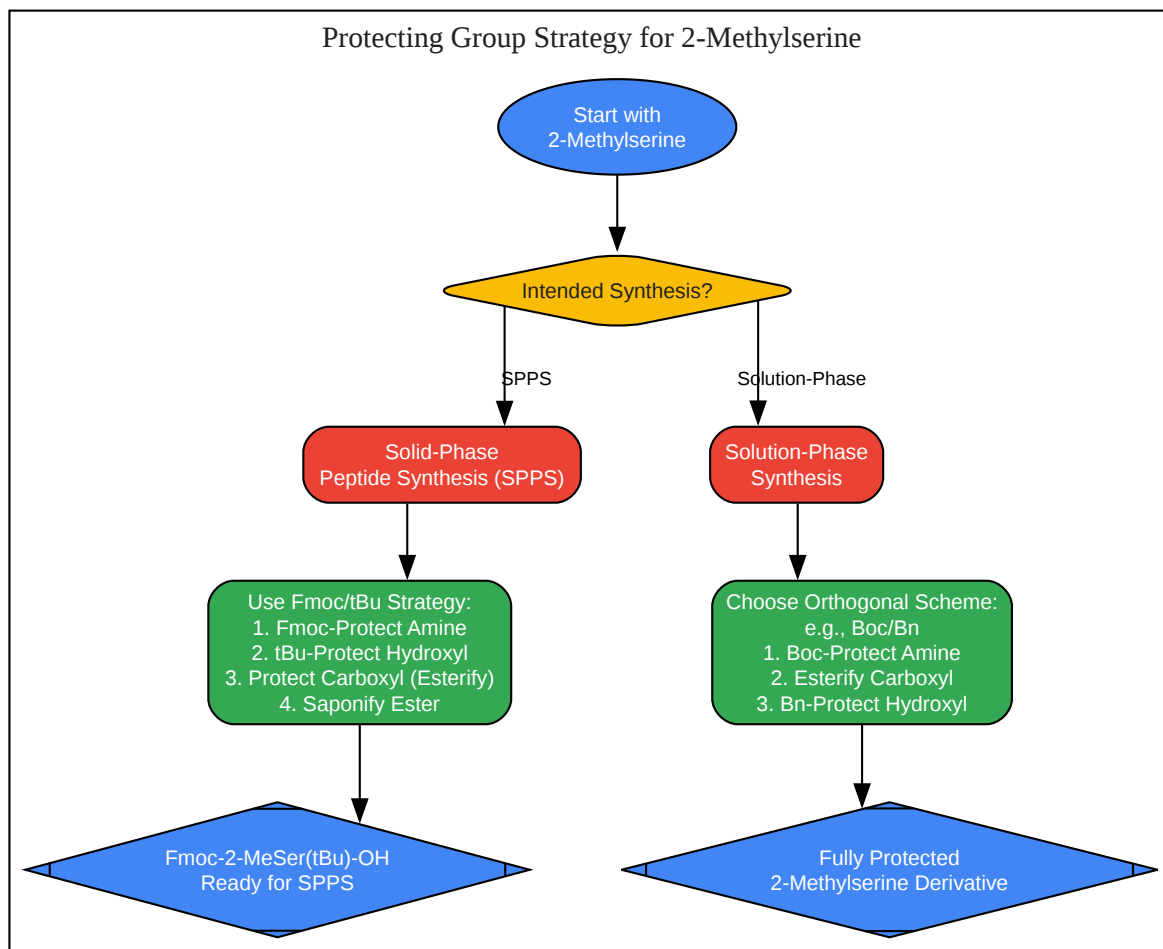 Protecting Group Strategy for 2-Methylserine
Start with
2-Methylserine
Intended Synthesis?
SPPS
Solution-Phase
Solid-Phase
Peptide Synthesis (SPPS)
Solution-Phase
Synthesis
Use Fmoc/tBu Strategy:
1. Fmoc-Protect Amine
2. tBu-Protect Hydroxyl
3. Protect Carboxyl (Esterify)
4. Saponify Ester
Choose Orthogonal Scheme:
e.g., Boc/Bn
1. Boc-Protect Amine
2. Esterify Carboxyl
3. Bn-Protect Hydroxyl
Fmoc-2-MeSer(tBu)-OH
Ready for SPPS
Fully Protected
2-Methylserine Derivative